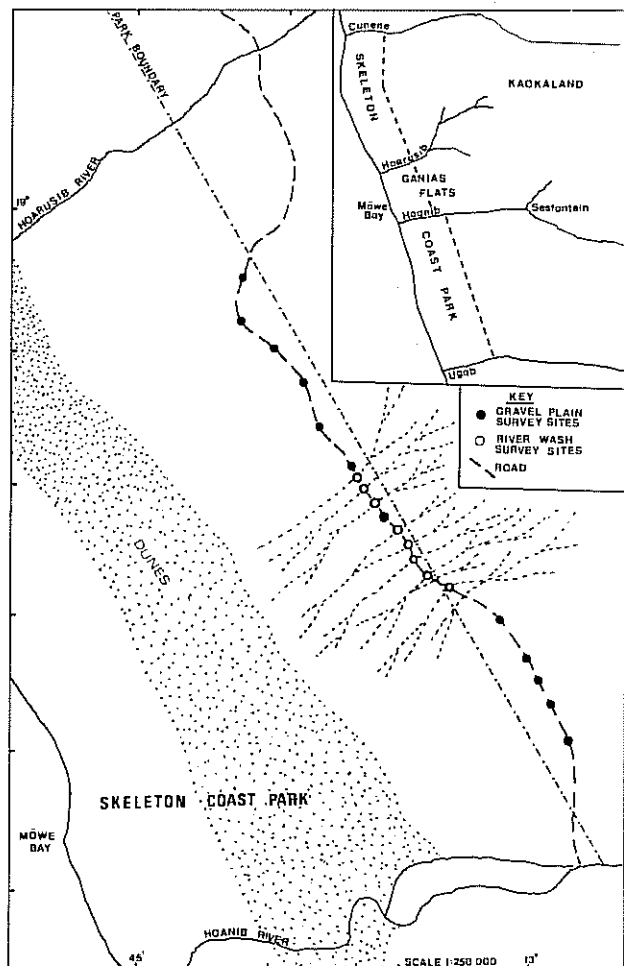 PARK BOUNDARY
HOARUSIB RIVER
19°
DUNES
SKELETON COAST PARK
MÖWE
BAY
HOANIB RIVER
45'
SCALE 1:250 000
13°
Cunene
SKELETON
KAOKALAND
Hoarusib
GANIAS
FLATS
Möwe
Bay
Hoanib
Sesfontein
COAST PARK
Ugab
KEY
GRAVEL PLAIN
SURVEY SITES
RIVER WASH
SURVEY SITES
ROAD